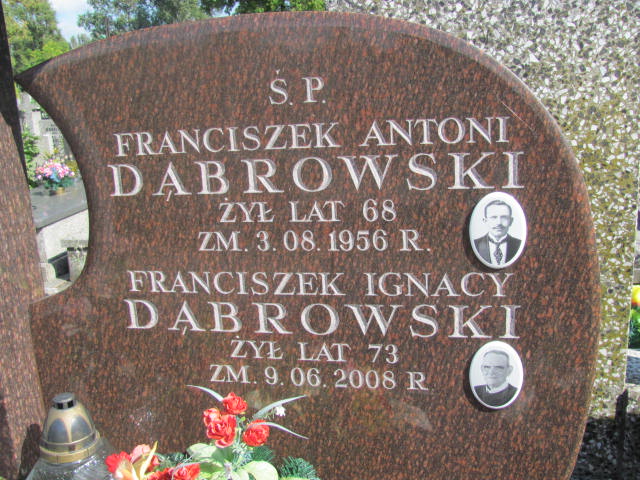 Ś. P.
FRANCISZEK ANTONI
DĄBROWSKI
ŻYŁ LAT 68
ZM. 3. 08. 1956 R.
FRANCISZEK IGNACY
DĄBROWSKI
ŻYŁ LAT 73
ZM. 9. 06. 2008 R